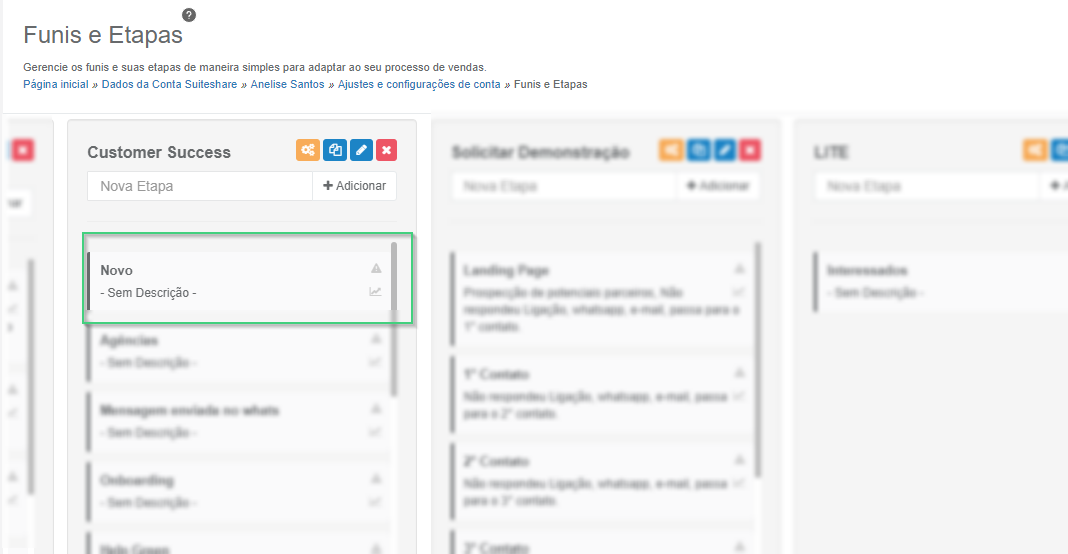 Funis e Etapas
Gerencie os funis e suas etapas de maneira simples para adaptar ao seu processo de vendas.
Página inicial » Dados da Conta Suiteshare » Anelise Santos » Ajustes e configurações de conta » Funis e Etapas
Customer Success
Nova Etapa
+ Adicionar
Novo
- Sem Descrição -
Agências
- Sem Descrição -
Mensagem enviada no whats
- Sem Descrição -
Onboarding
- Sem Descrição -
Solicitar Demonstração
Nova Etapa
+ Adicionar
Landing Page
Prospecção de potenciais parceiros, Não
respondeu Ligação, whatsapp, e-mail, passa para o
1° contato.
1° Contato
Não respondeu Ligação, whatsapp, e-mail, passa
para o 2° contato.
2° Contato
Não respondeu Ligação, whatsapp, e-mail, passa
para o 3° contato.
LITE
Nova Etapa
Interessados
- Sem Descrição -